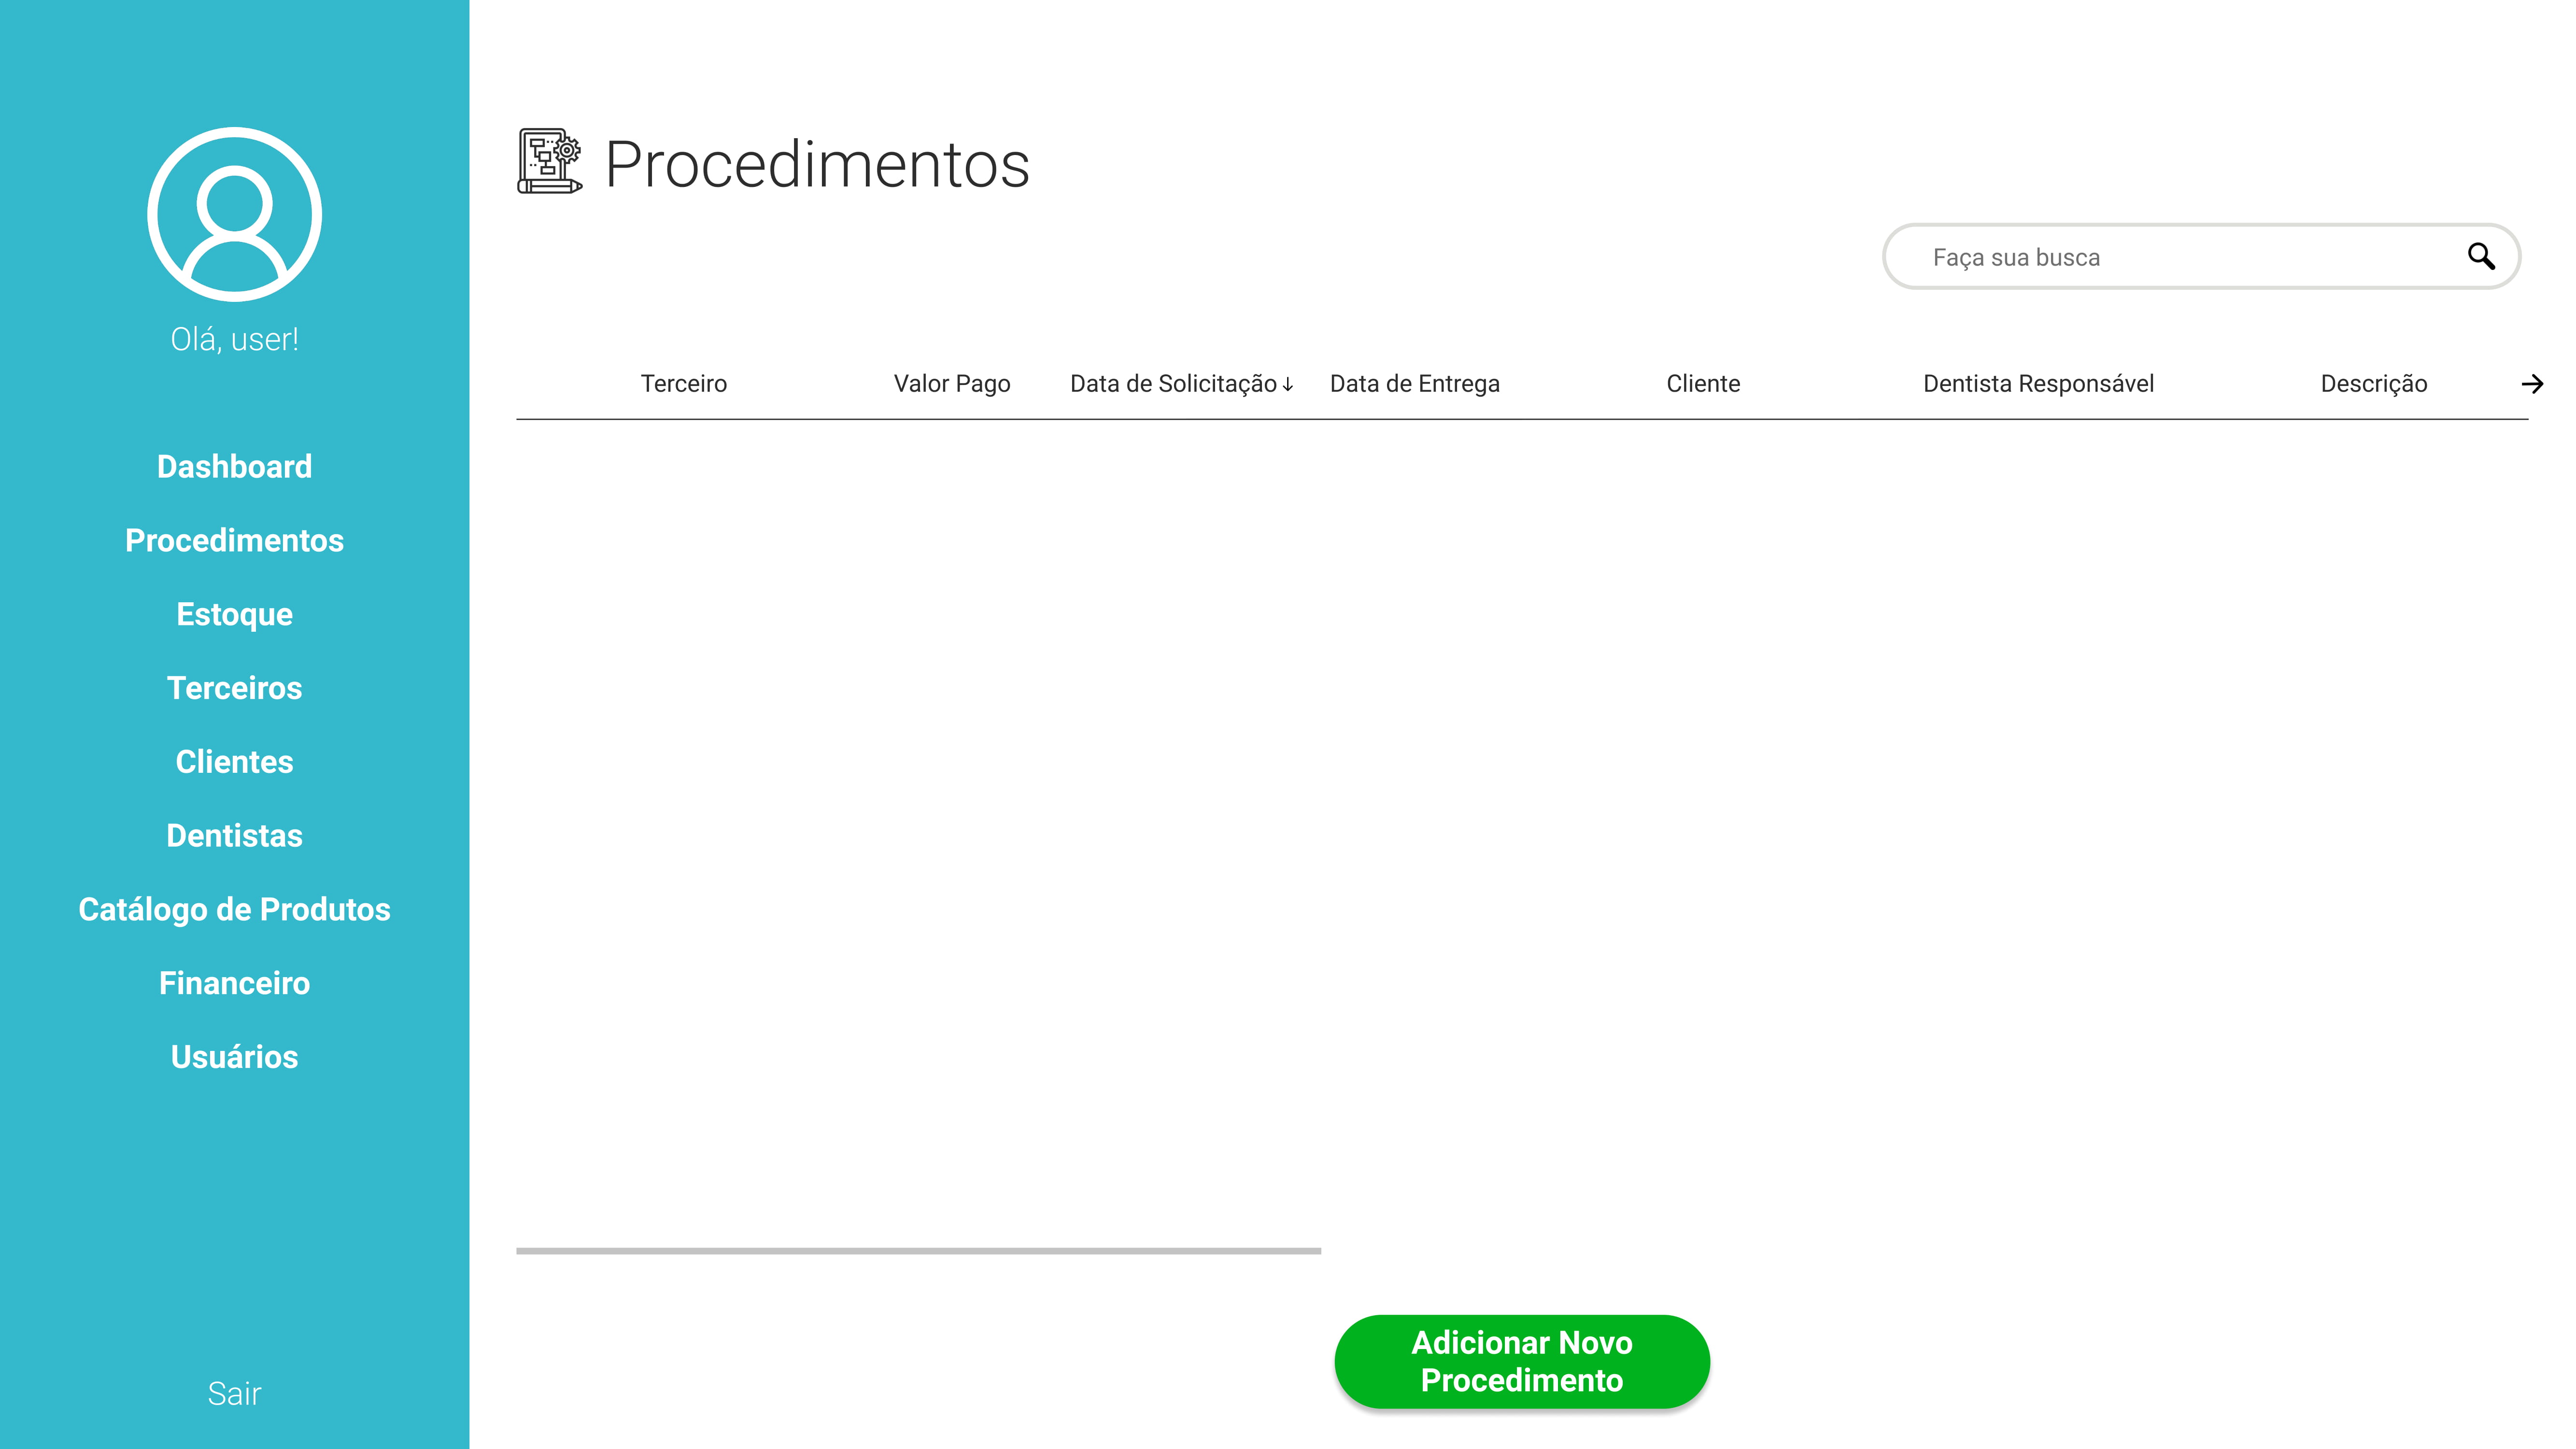 Olá, user!
Dashboard
Procedimentos
Estoque
Terceiros
Clientes
Dentistas
Catálogo de Produtos
Financeiro
Usuários
Sair
Procedimentos
Faça sua busca
Terceiro Valor Pago Data de Solicitação Data de Entrega Cliente Dentista Responsável Descrição
Adicionar Novo
Procedimento